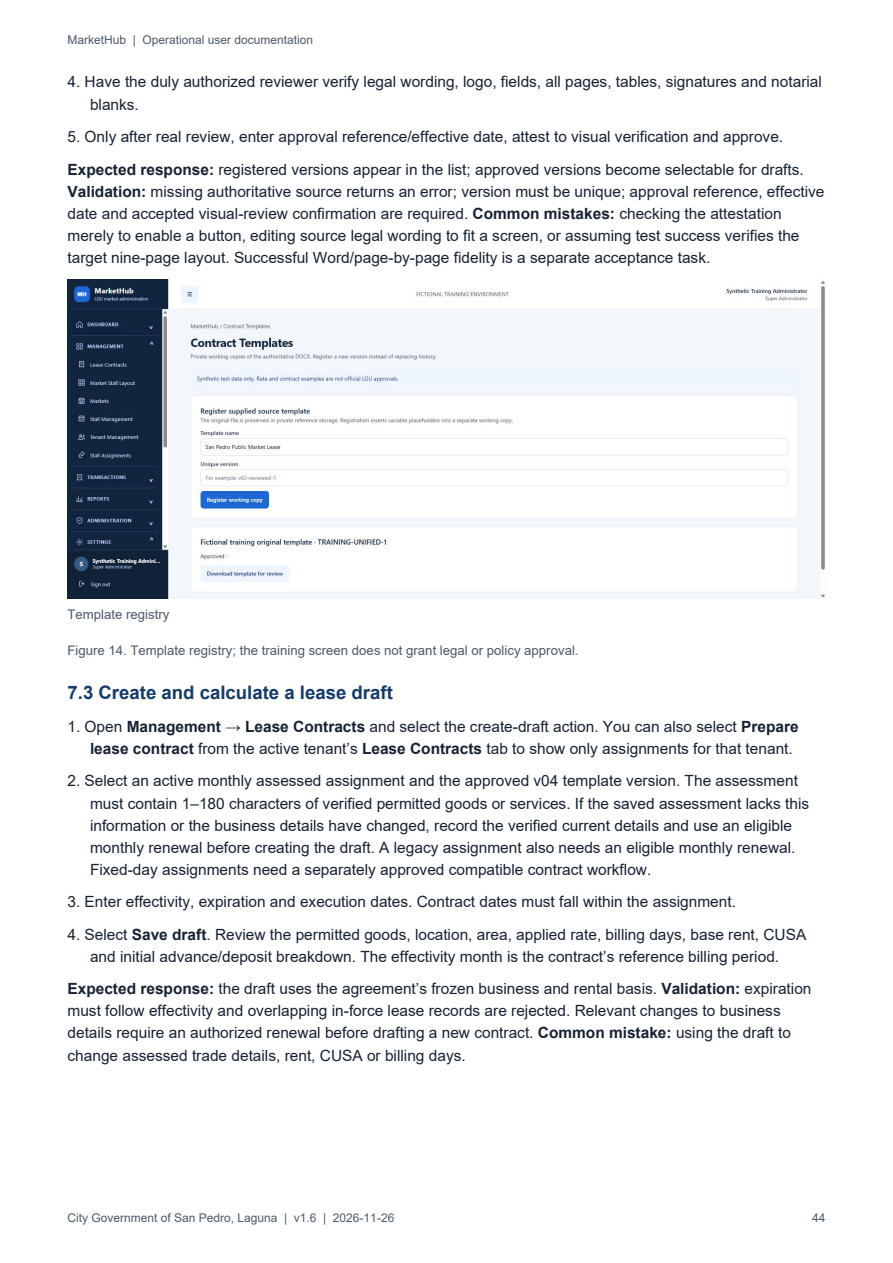 MarketHub | Operational user documentation
4. Have the duly authorized reviewer verify legal wording, logo, fields, all pages, tables, signatures and notarial
blanks.
5. Only after real review, enter approval reference/effective date, attest to visual verification and approve.
Expected response: registered versions appear in the list; approved versions become selectable for drafts.
Validation: missing authoritative source returns an error; version must be unique; approval reference, effective
date and accepted visual-review confirmation are required. Common mistakes: checking the attestation
merely to enable a button, editing source legal wording to fit a screen, or assuming test success verifies the
target nine-page layout. Successful Word/page-by-page fidelity is a separate acceptance task.
MH MarketHub
LGU market administration
DASHBOARD
MANAGEMENT
Lease Contracts
Market Stall Layout
Markets
Stall Management
Tenant Management
Stall Assignments
TRANSACTIONS
REPORTS
ADMINISTRATION
SETTINGS
S Synthetic Training Admini...
Super Administrator
Sign out
FICTIONAL TRAINING ENVIRONMENT
Synthetic Training Administrator
Super Administrator
MarketHub / Contract Templates
Contract Templates
Private working copies of the authoritative DOCX. Register a new version instead of replacing history.
Synthetic test data only. Rate and contract examples are not official LGU approvals.
Register supplied source template
The original file is preserved in private reference storage. Registration inserts variable placeholders into a separate working copy.
Template name
San Pedro Public Market Lease
Unique version
For example: v02-reviewed-1
Register working copy
Fictional training original template · TRAINING-UNIFIED-1
Approved ·
Download template for review
Template registry
Figure 14. Template registry; the training screen does not grant legal or policy approval.
7.3 Create and calculate a lease draft
1. Open Management → Lease Contracts and select the create-draft action. You can also select Prepare
lease contract from the active tenant’s Lease Contracts tab to show only assignments for that tenant.
2. Select an active monthly assessed assignment and the approved v04 template version. The assessment
must contain 1–180 characters of verified permitted goods or services. If the saved assessment lacks this
information or the business details have changed, record the verified current details and use an eligible
monthly renewal before creating the draft. A legacy assignment also needs an eligible monthly renewal.
Fixed-day assignments need a separately approved compatible contract workflow.
3. Enter effectivity, expiration and execution dates. Contract dates must fall within the assignment.
4. Select Save draft. Review the permitted goods, location, area, applied rate, billing days, base rent, CUSA
and initial advance/deposit breakdown. The effectivity month is the contract’s reference billing period.
Expected response: the draft uses the agreement’s frozen business and rental basis. Validation: expiration
must follow effectivity and overlapping in-force lease records are rejected. Relevant changes to business
details require an authorized renewal before drafting a new contract. Common mistake: using the draft to
change assessed trade details, rent, CUSA or billing days.
City Government of San Pedro, Laguna | v1.6 | 2026-11-26
44